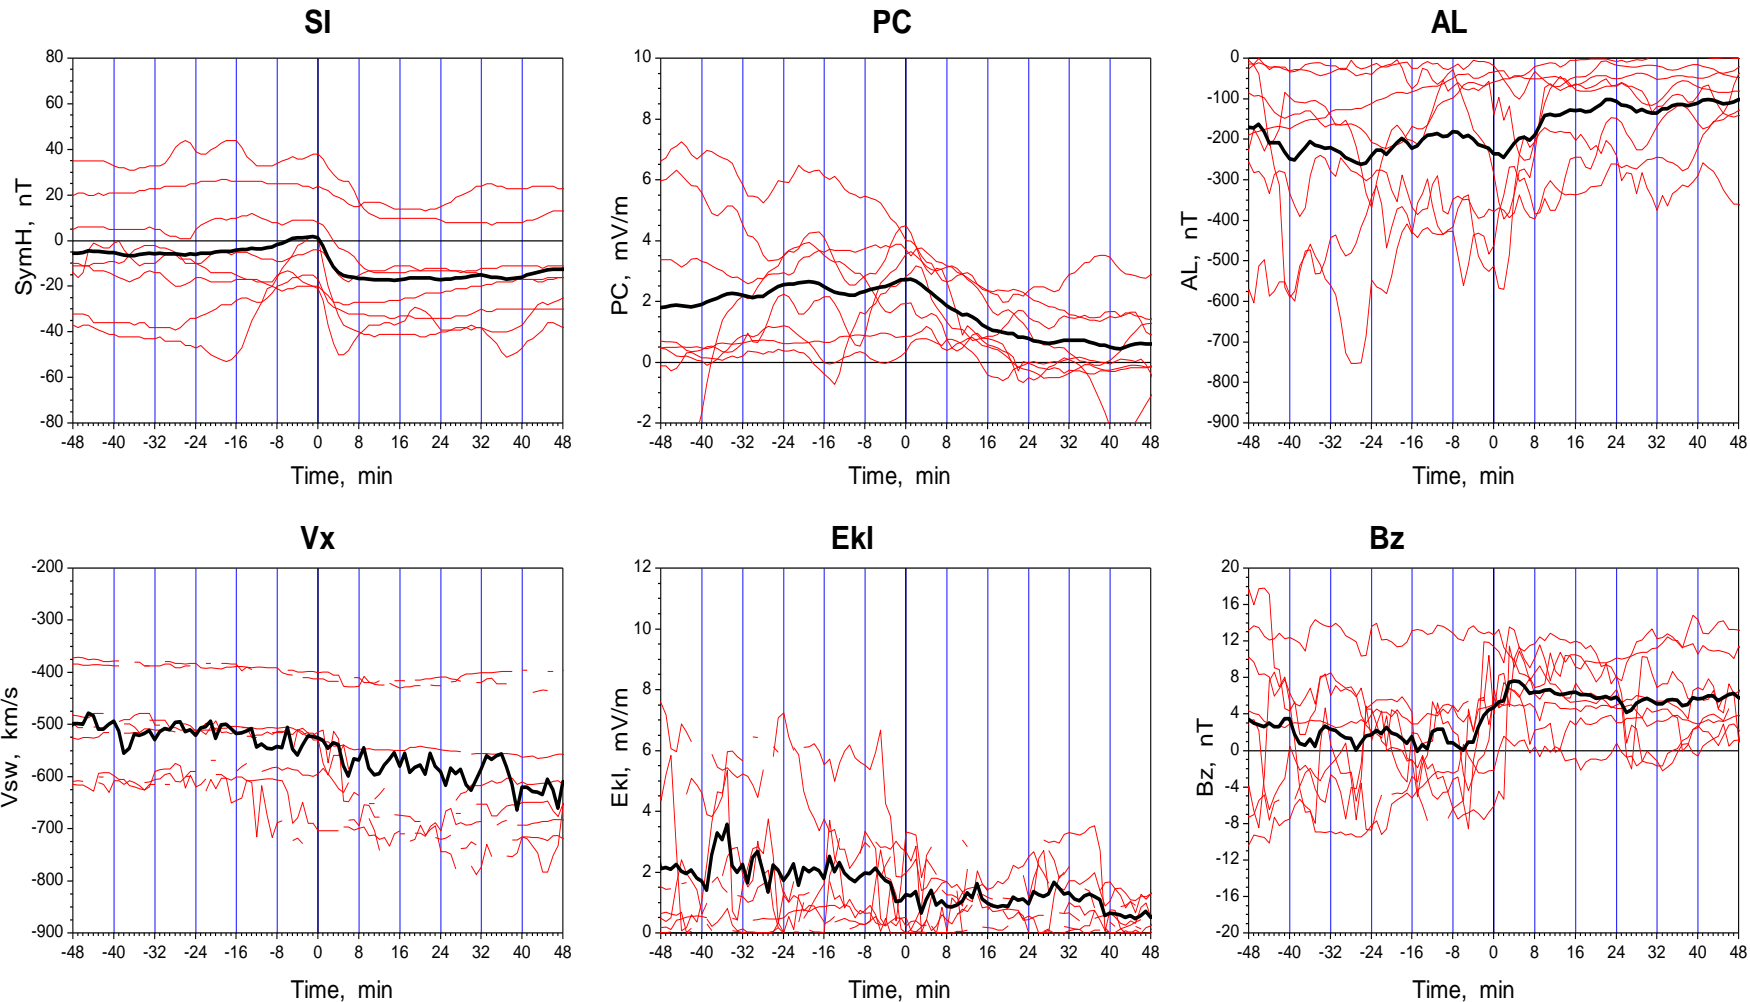 SI
80
60
40
20
0
-20
-40
-60
-80
SymH, nT
-48 -40 -32 -24 -16 -8 0 8 16 24 32 40 48
Time, min
PC
10
8
6
4
2
0
-2
PC, mV/m
-48 -40 -32 -24 -16 -8 0 8 16 24 32 40 48
Time, min
AL
0
-100
-200
-300
-400
-500
-600
-700
-800
-900
AL, nT
-48 -40 -32 -24 -16 -8 0 8 16 24 32 40 48
Time, min
Vx
-200
-300
-400
-500
-600
-700
-800
-900
Vsw, km/s
-48 -40 -32 -24 -16 -8 0 8 16 24 32 40 48
Time, min
Ekl
12
10
8
6
4
2
0
Ekl, mV/m
-48 -40 -32 -24 -16 -8 0 8 16 24 32 40 48
Time, min
Bz
20
16
12
8
4
0
-4
-8
-12
-16
-20
Bz, nT
-48 -40 -32 -24 -16 -8 0 8 16 24 32 40 48
Time, min